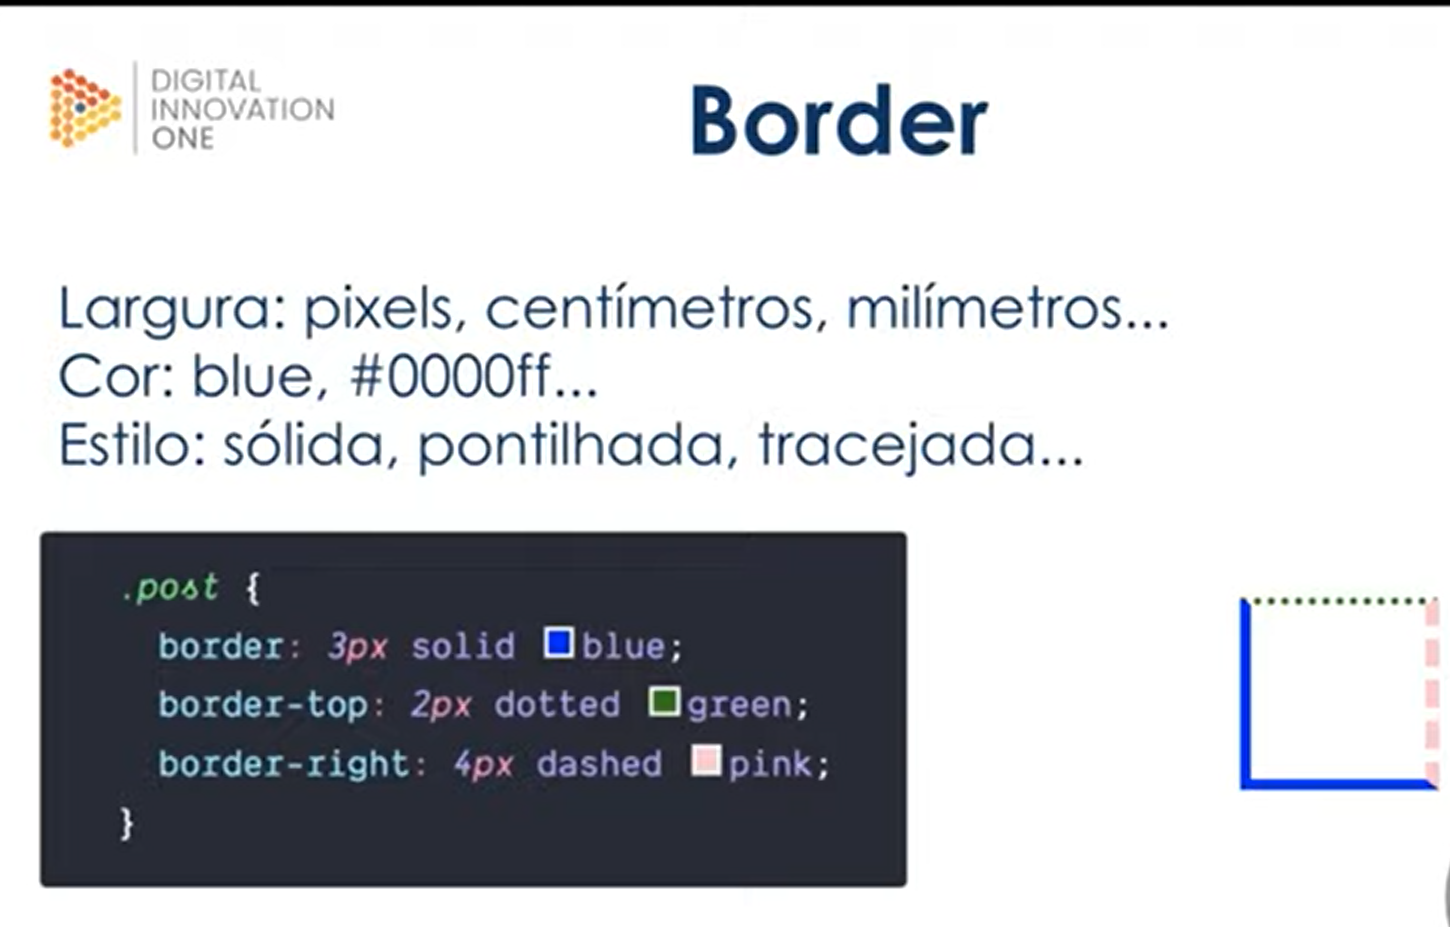 DIGITAL
INNOVATION
ONE
Border
Largura: pixels, centímetros, milímetros...
Cor: blue, #0000ff...
Estilo: sólida, pontilhada, tracejada...
.post {
border: 3px solid blue;
border-top: 2px dotted green;
border-right: 4px dashed pink;
}